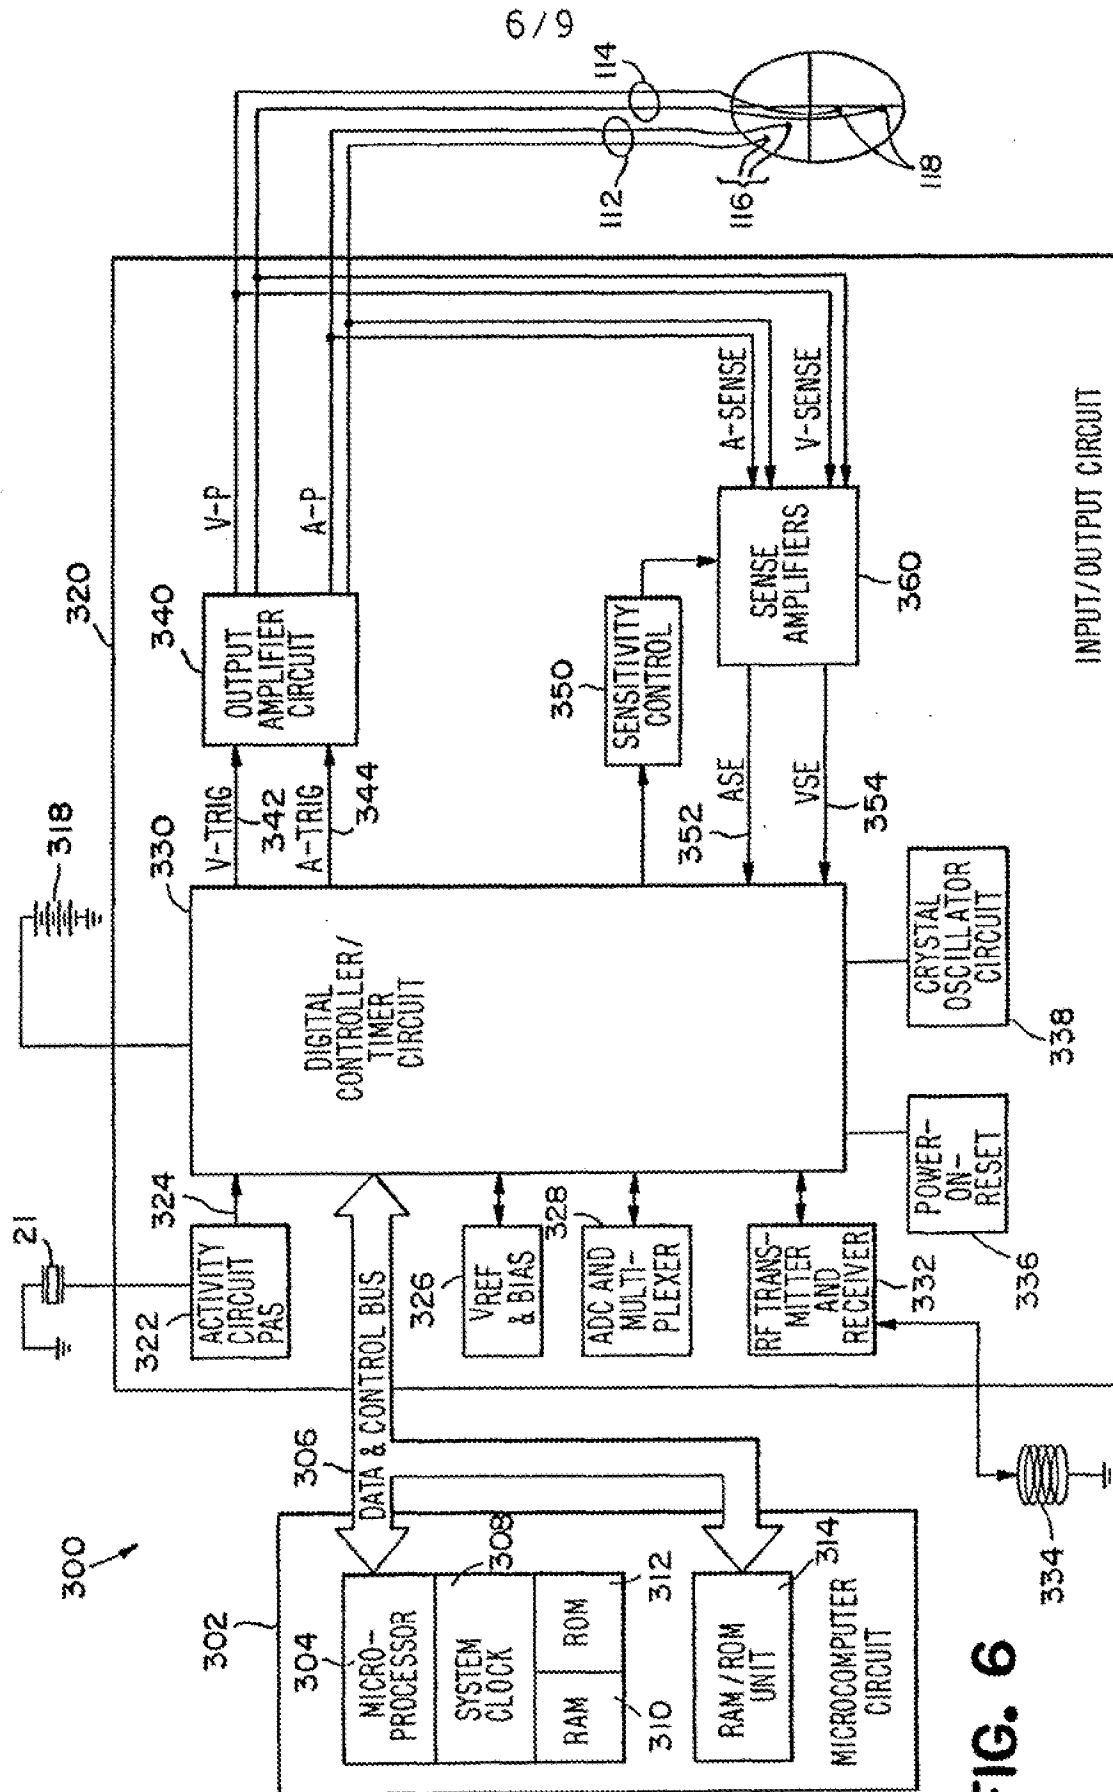 6/9
300
302
304
MICRO-
PROCESSOR
SYSTEM
CLOCK
308
RAM
ROM
310
312
RAM/ROM
UNIT
314
MICROCOMPUTER
CIRCUIT
306
DATA & CONTROL BUS
21
322
ACTIVITY
CIRCUIT
PAS
324
326
VREF
& BIAS
328
ADC AND
MULTI-
PLEXER
RF TRANS-
MITTER
AND
RECEIVER
332
334
336
POWER-
ON-
RESET
338
CRYSTAL
OSCILLATOR
CIRCUIT
318
320
330
DIGITAL
CONTROLLER/
TIMER
CIRCUIT
V-TRIG
342
A-TRIG
344
340
OUTPUT
AMPLIFIER
CIRCUIT
V-P
A-P
350
SENSITIVITY
CONTROL
352
ASE
VSE
354
SENSE
AMPLIFIERS
360
A-SENSE
V-SENSE
112
114
116
118
INPUT/OUTPUT CIRCUIT
FIG. 6